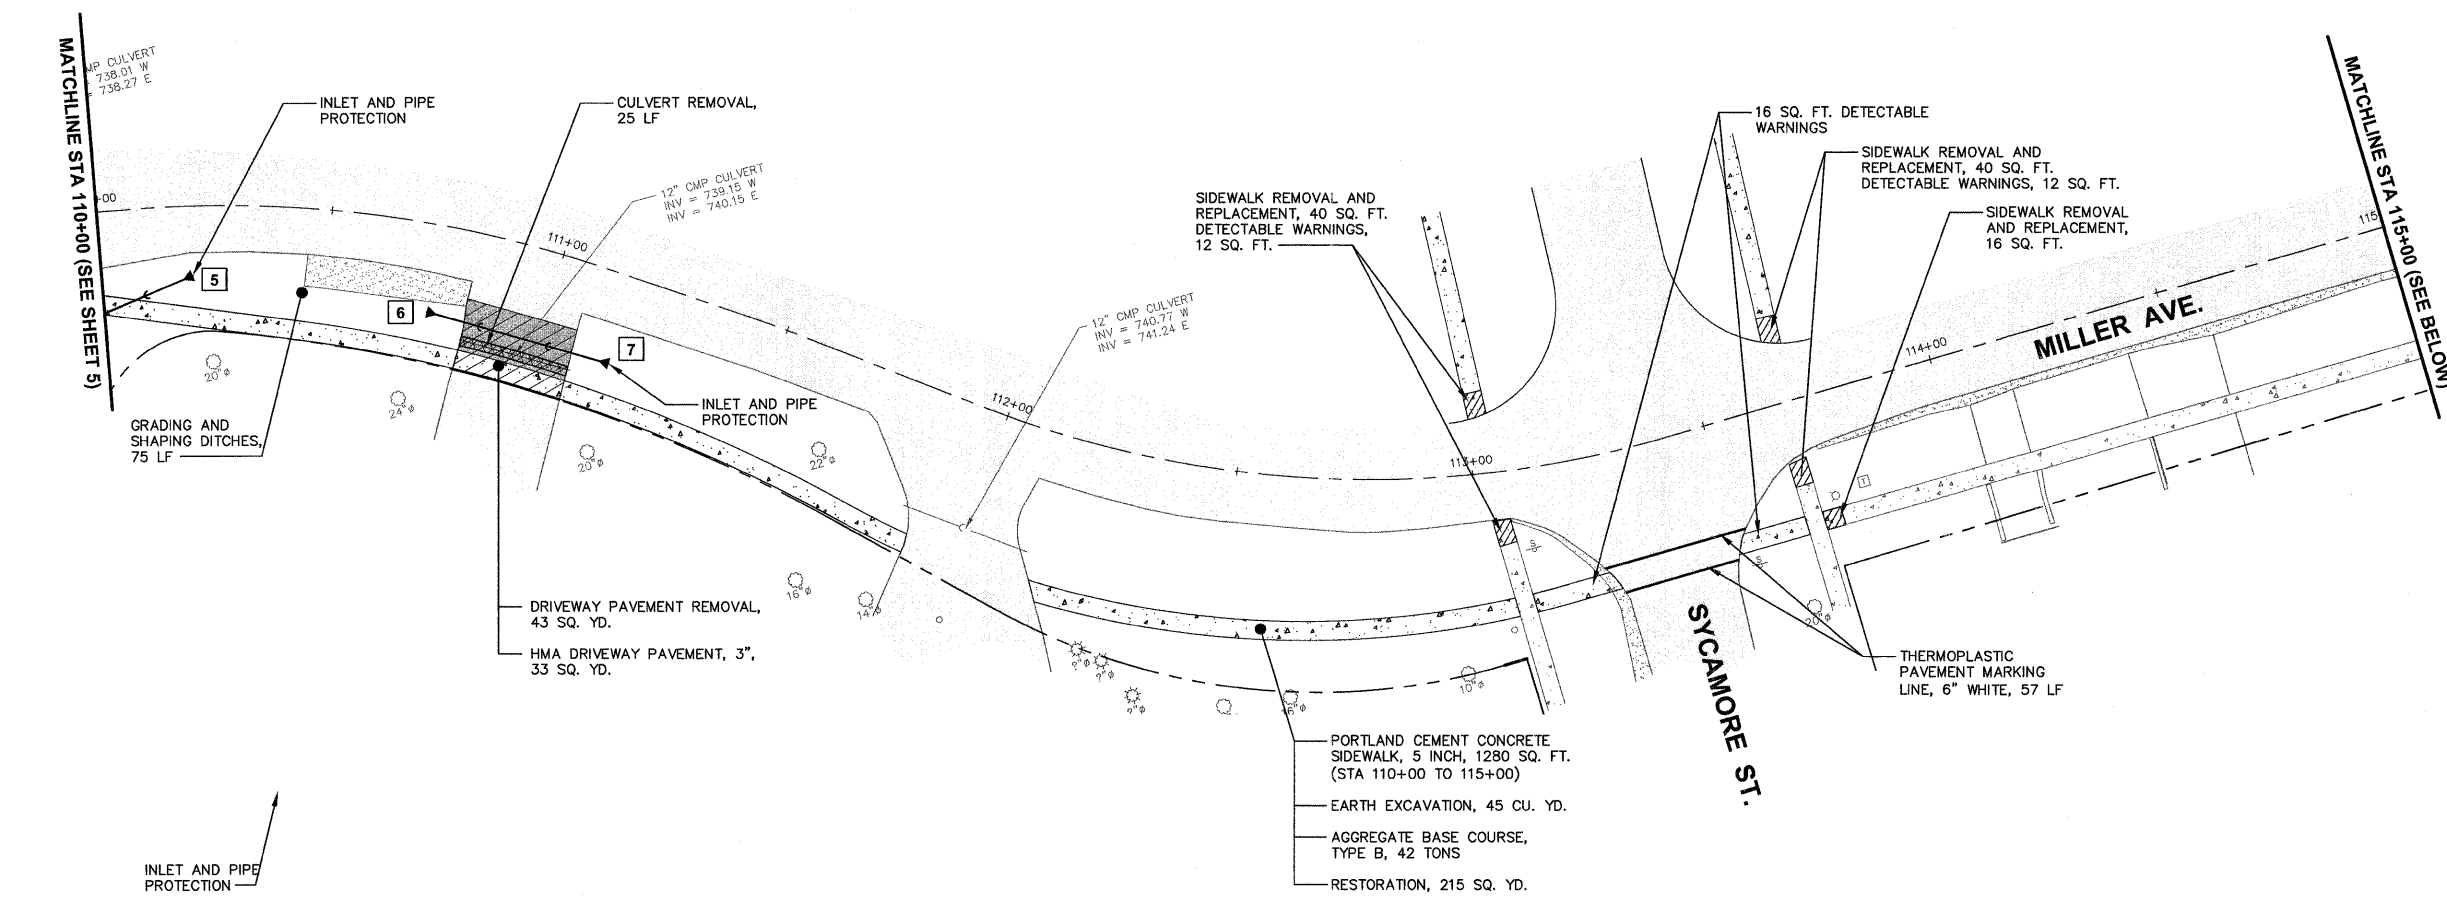 MATCHLINE STA 110+00 (SEE SHEET 5)
MP CULVERT
= 738.01 W
= 738.27 E
+00
INLET AND PIPE
PROTECTION
5
CULVERT REMOVAL,
25 LF
111+00
12" CMP CULVERT
INV = 739.15 W
INV = 740.15 E
6
7
20"ø
24"ø
20"ø
22"ø
INLET AND PIPE
PROTECTION
GRADING AND
SHAPING DITCHES,
75 LF
DRIVEWAY PAVEMENT REMOVAL,
43 SQ. YD.
HMA DRIVEWAY PAVEMENT, 3",
33 SQ. YD.
16"ø
14"ø
112+00
12" CMP CULVERT
INV = 740.77 W
INV = 741.24 E
SIDEWALK REMOVAL AND
REPLACEMENT, 40 SQ. FT.
DETECTABLE WARNINGS,
12 SQ. FT.
113+00
16 SQ. FT. DETECTABLE
WARNINGS
SIDEWALK REMOVAL AND
REPLACEMENT, 40 SQ. FT.
DETECTABLE WARNINGS, 12 SQ. FT.
SIDEWALK REMOVAL
AND REPLACEMENT,
16 SQ. FT.
MATCHLINE STA 115+00 (SEE BELOW)
115
114+00
MILLER AVE.
T
S
S
20"ø
SYCAMORE ST.
THERMOPLASTIC
PAVEMENT MARKING
LINE, 6" WHITE, 57 LF
?"ø
?"ø
?"ø
16"ø
10"ø
PORTLAND CEMENT CONCRETE
SIDEWALK, 5 INCH, 1280 SQ. FT.
(STA 110+00 TO 115+00)
EARTH EXCAVATION, 45 CU. YD.
AGGREGATE BASE COURSE,
TYPE B, 42 TONS
RESTORATION, 215 SQ. YD.
INLET AND PIPE
PROTECTION